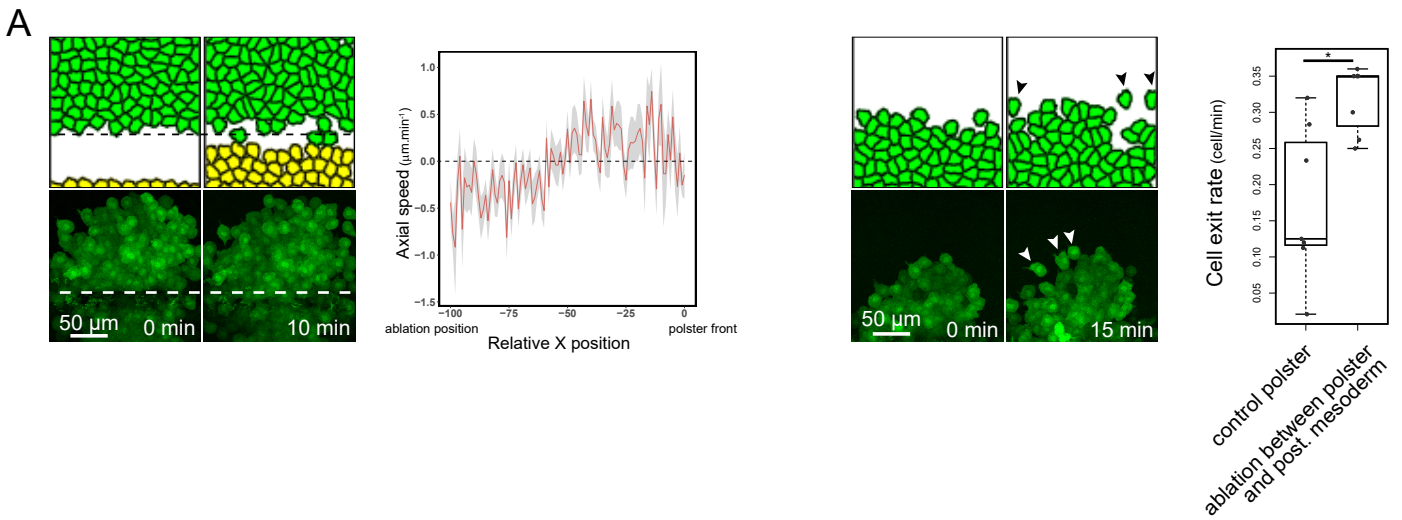 A
50 µm
0 min
10 min
Axial speed (µm.min⁻¹)
1.0
0.5
0.0
−0.5
−1.0
−1.5
−100
−75
−50
−25
0
ablation position
polster front
Relative X position
50 µm
0 min
15 min
Cell exit rate (cell/min)
0.35
0.30
0.25
0.20
0.15
0.10
0.05
*
control polster
ablation between polster
and post. mesoderm